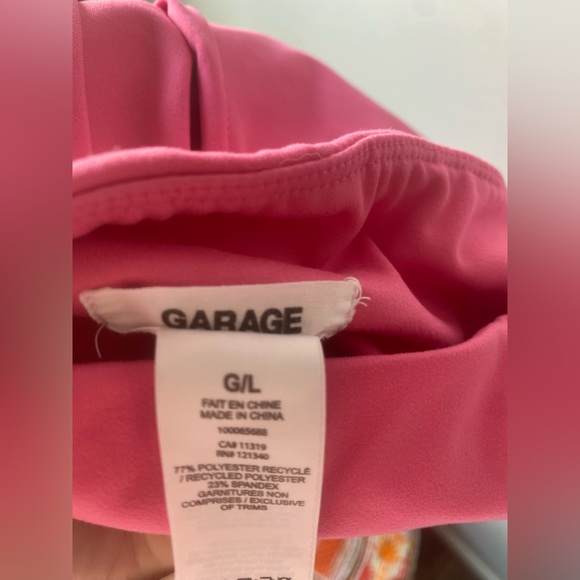 GARAGE
G/L
FAIT EN CHINE
MADE IN CHINA
100085688
CA# 11319
RN# 121340
77% POLYESTER RECYCLÉ
/ RECYCLED POLYESTER
23% SPANDEX
GARNITURES NON
COMPRISES / EXCLUSIVE
OF TRIMS